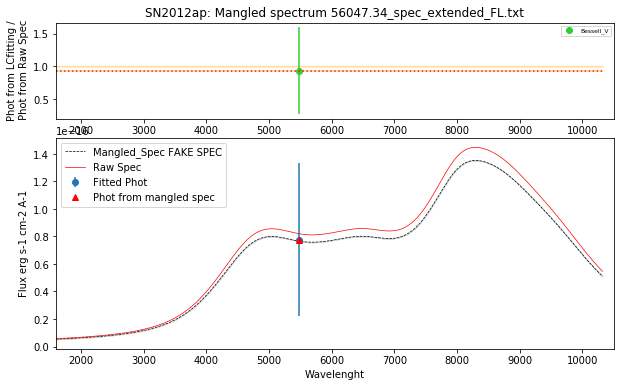 SN2012ap: Mangled spectrum 56047.34_spec_extended_FL.txt
Phot from LCfitting /
Phot from Raw Spec
1.5
1.0
0.5
Bessell_V
2000 3000 4000 5000 6000 7000 8000 9000 10000
1e−16
Flux erg s-1 cm-2 A-1
1.4
1.2
1.0
0.8
0.6
0.4
0.2
0.0
Mangled_Spec FAKE SPEC
Raw Spec
Fitted Phot
Phot from mangled spec
2000 3000 4000 5000 6000 7000 8000 9000 10000
Wavelenght